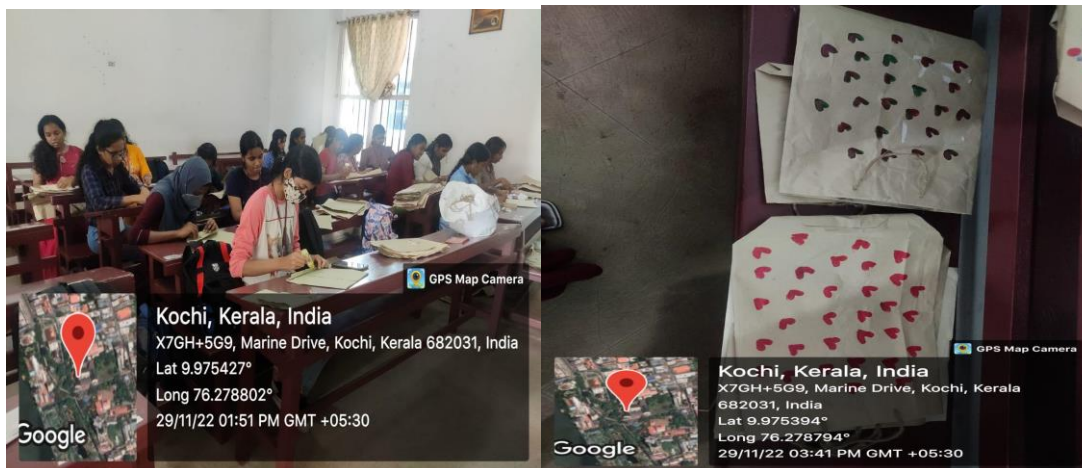 GPS Map Camera
Kochi, Kerala, India
X7GH+5G9, Marine Drive, Kochi, Kerala 682031, India
Lat 9.975427°
Long 76.278802°
29/11/22 01:51 PM GMT +05:30
Google
GPS Map Camera
Kochi, Kerala, India
X7GH+5G9, Marine Drive, Kochi, Kerala
682031, India
Lat 9.975394°
Long 76.278794°
29/11/22 03:41 PM GMT +05:30
Google